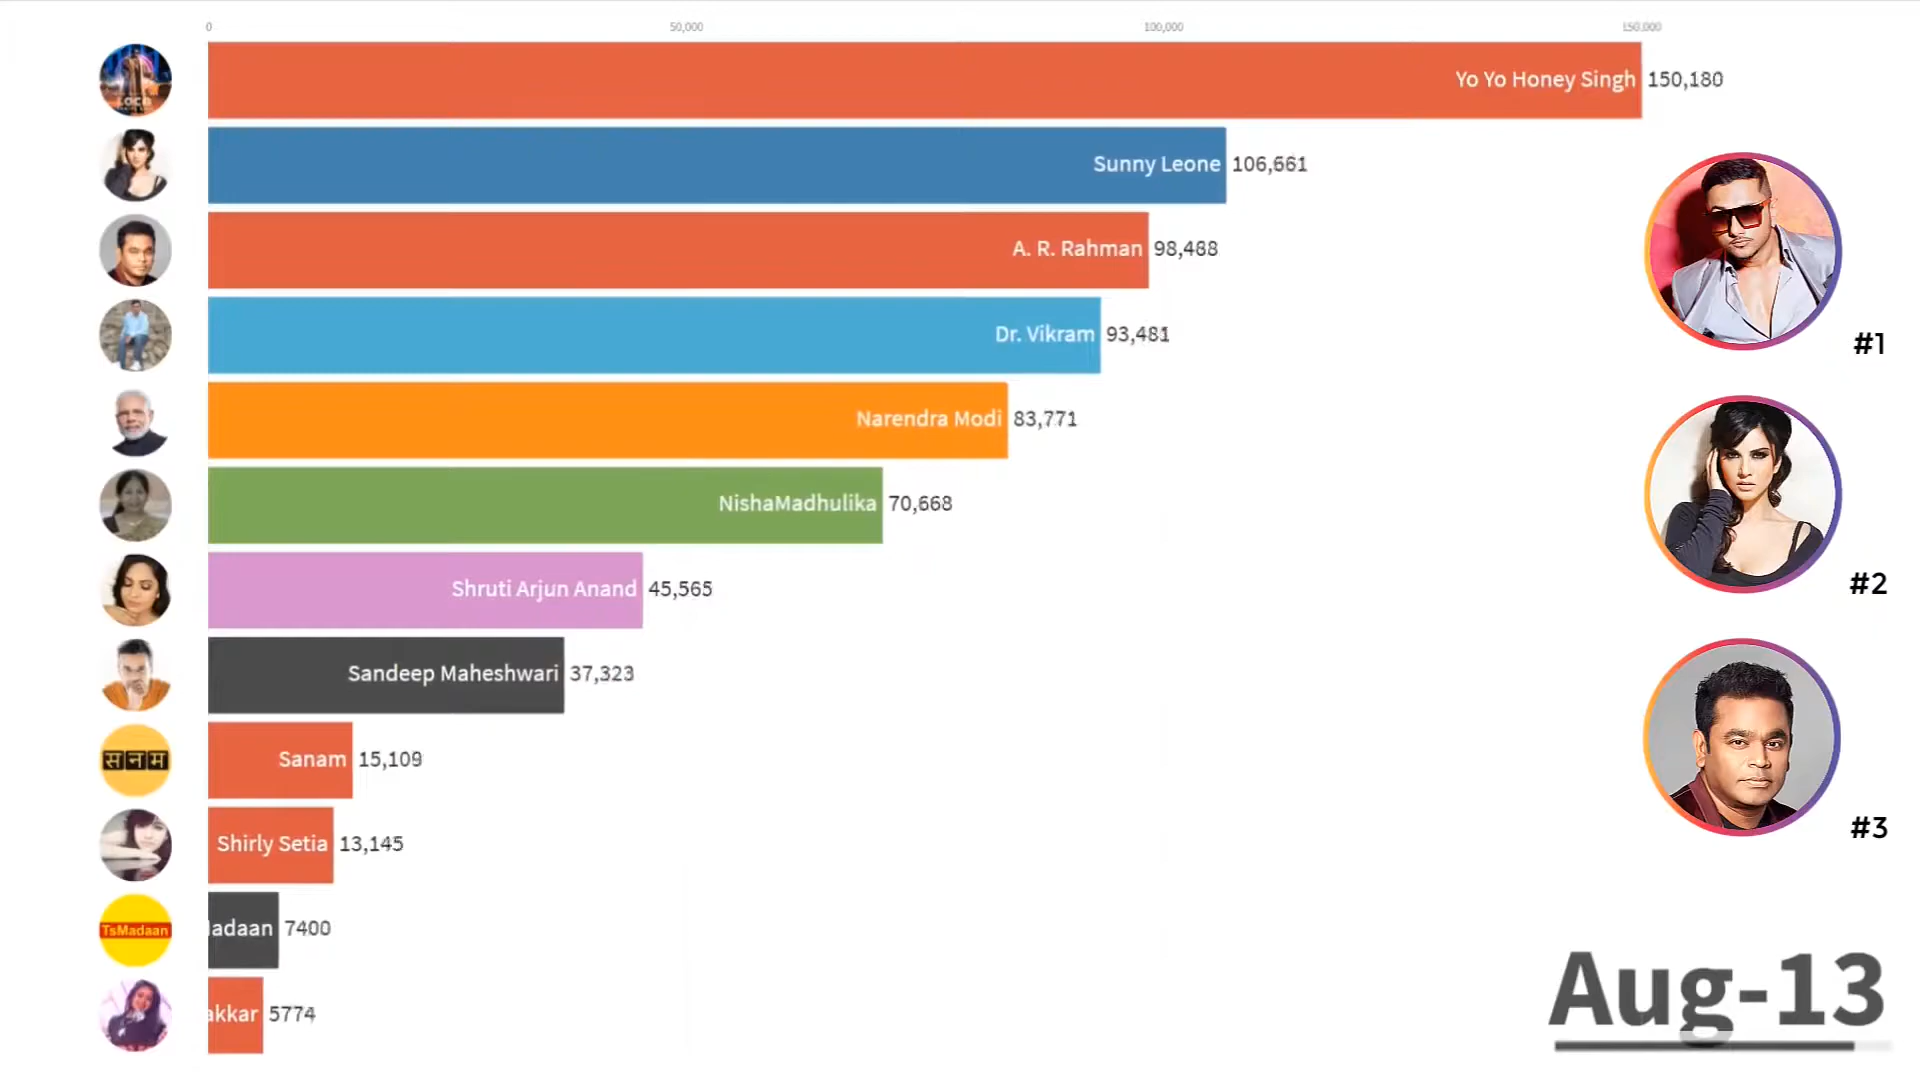 0 50,000 100,000 150,000
LOCA
Yo Yo Honey Singh 150,180
Sunny Leone 106,661
A. R. Rahman 98,488
Dr. Vikram 93,481
Narendra Modi 83,771
NishaMadhulika 70,668
Shruti Arjun Anand 45,565
Sandeep Maheshwari 37,323
सनम
Sanam 15,109
Shirly Setia 13,145
TsMadaan
adaan 7400
akkar 5774
#1
#2
#3
Aug-13